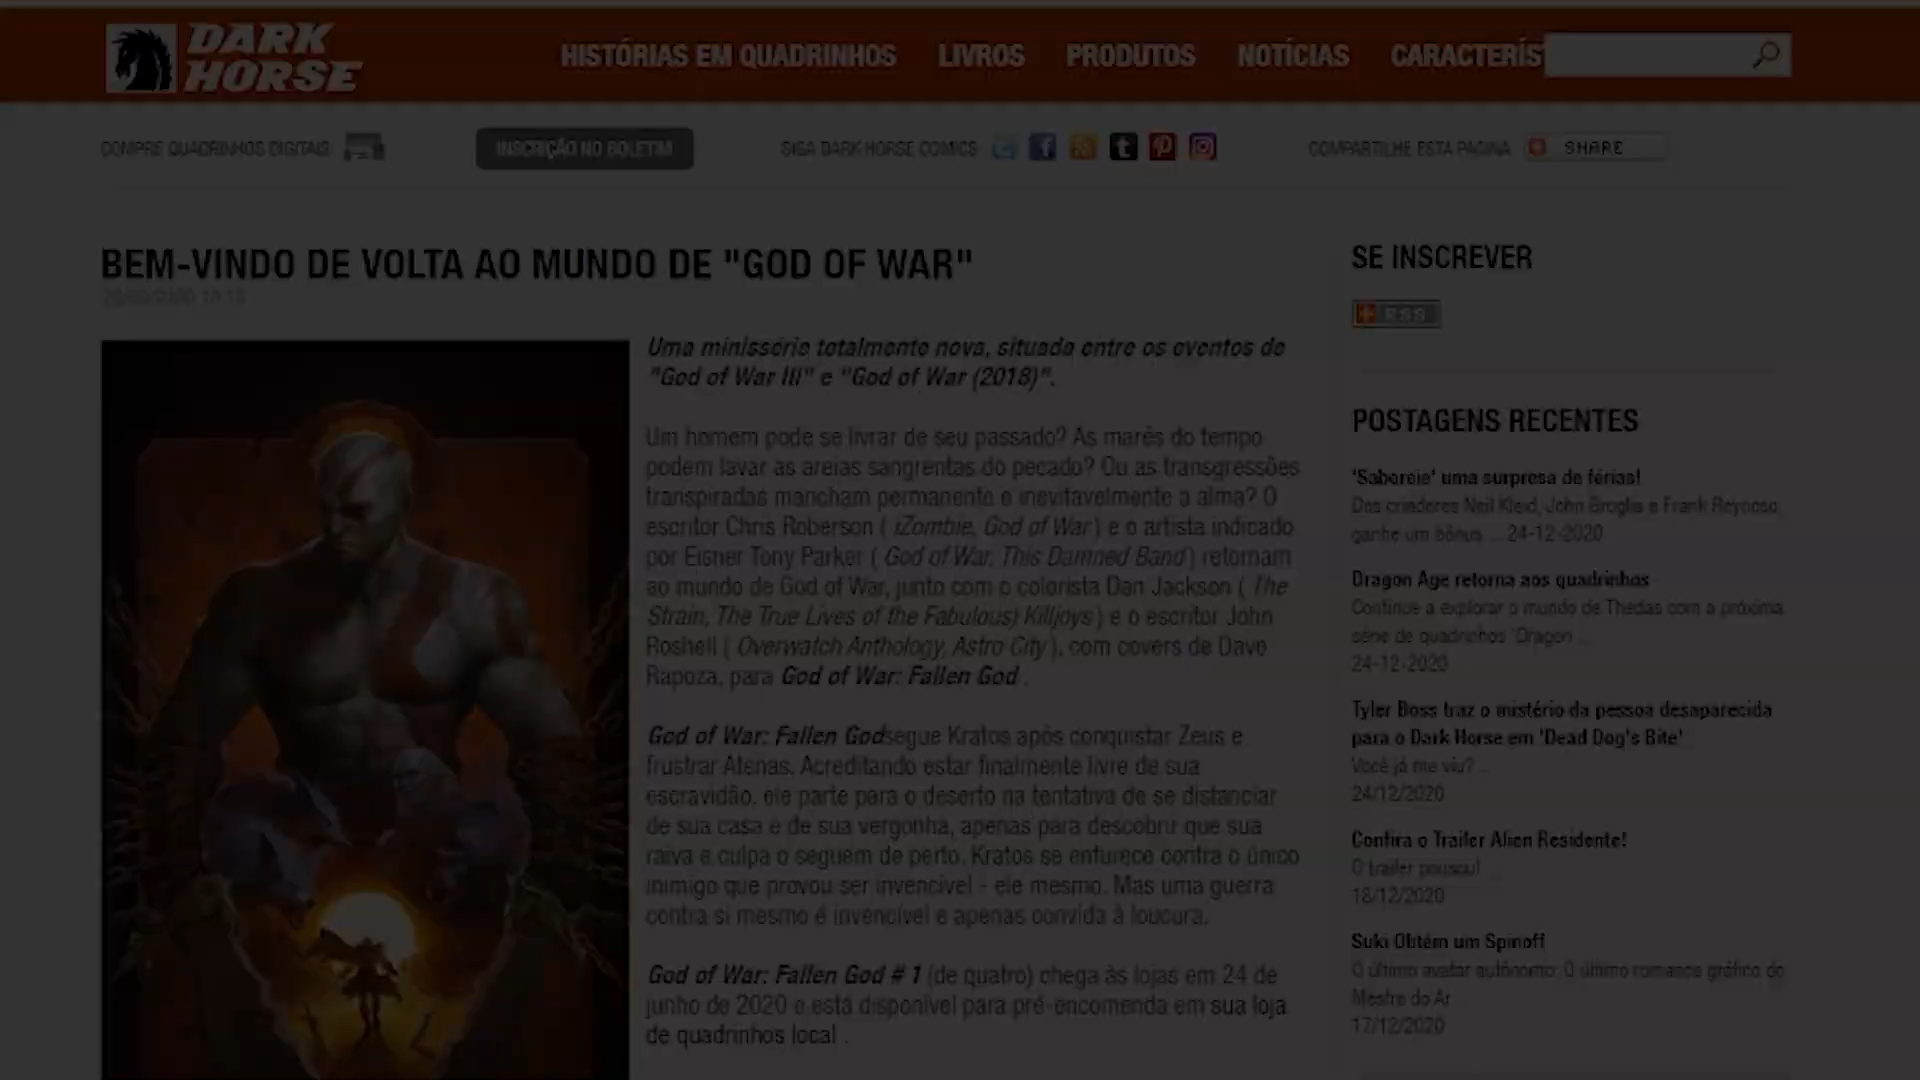 DARK
HORSE
HISTÓRIAS EM QUADRINHOS
LIVROS
PRODUTOS
NOTÍCIAS
CARACTERÍST
COMPRE QUADRINHOS DIGITAIS
INSCRIÇÃO NO BOLETIM
SIGA DARK HORSE COMICS
COMPARTILHE ESTA PÁGINA
SHARE
BEM-VINDO DE VOLTA AO MUNDO DE "GOD OF WAR"
Uma minissérie totalmente nova, situada entre os eventos de
"God of War III" e "God of War (2018)".
Um homem pode se livrar de seu passado? As marés do tempo
podem lavar as areias sangrentas do pecado? Ou as transgressões
transpiradas mancham permanente e inevitavelmente a alma? O
escritor Chris Roberson ( iZombie, God of War ) e o artista indicado
por Eisner Tony Parker ( God of War, This Damned Band ) retornam
ao mundo de God of War, junto com o colorista Dan Jackson ( The
Strain, The True Lives of the Fabulous) Killjoys ) e o escritor John
Roshell ( Overwatch Anthology, Astro City ), com covers de Dave
Rapoza, para God of War: Fallen God .
God of War: Fallen Godsegue Kratos após conquistar Zeus e
frustrar Atenas. Acreditando estar finalmente livre de sua
escravidão, ele parte para o deserto na tentativa de se distanciar
de sua casa e de sua vergonha, apenas para descobrir que sua
raiva e culpa o seguem de perto. Kratos se enfurece contra o único
inimigo que provou ser invencível - ele mesmo. Mas uma guerra
contra si mesmo é invencível e apenas convida à loucura.
God of War: Fallen God # 1 (de quatro) chega às lojas em 24 de
junho de 2020 e está disponível para pré-encomenda em sua loja
de quadrinhos local .
SE INSCREVER
RSS
POSTAGENS RECENTES
'Saboreie' uma surpresa de férias!
Dos criadores Neil Kleid, John Broglia e Frank Reynoso,
ganhe um bônus ... 24-12-2020
Dragon Age retorna aos quadrinhos
Continue a explorar o mundo de Thedas com a próxima
série de quadrinhos 'Dragon ...
24-12-2020
Tyler Boss traz o mistério da pessoa desaparecida
para o Dark Horse em 'Dead Dog's Bite'
Você já me viu? ...
24/12/2020
Confira o Trailer Alien Residente!
O trailer pousou! ...
18/12/2020
Suki Obtém um Spinoff
O último avatar autônomo: O último romance gráfico do
Mestre do Ar
17/12/2020